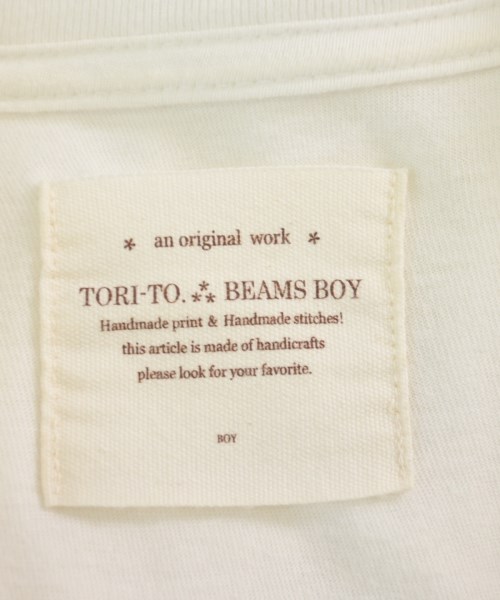 * an original work *
TORI-TO. ⁂ BEAMS BOY
Handmade print & Handmade stitches!
this article is made of handicrafts
please look for your favorite.
BOY